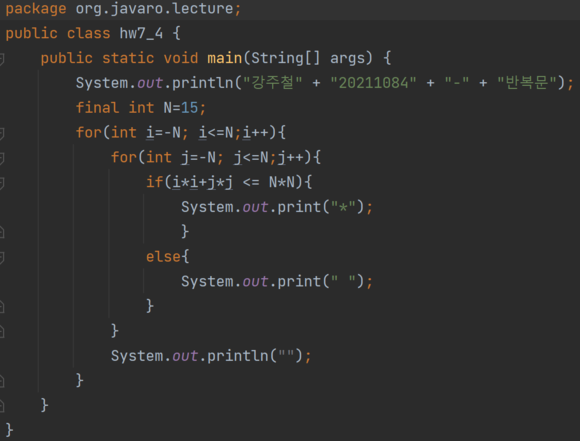 package org.javaro.lecture;
public class hw7_4 {
    public static void main(String[] args) {
        System.out.println("강주철" + "20211084" + "-" + "반복문");
        final int N=15;
        for(int i=-N; i<=N;i++){
            for(int j=-N; j<=N;j++){
                if(i*i+j*j <= N*N){
                    System.out.print("*");
                    }
                else{
                    System.out.print(" ");
                }
            }
            System.out.println("");
        }
    }
}